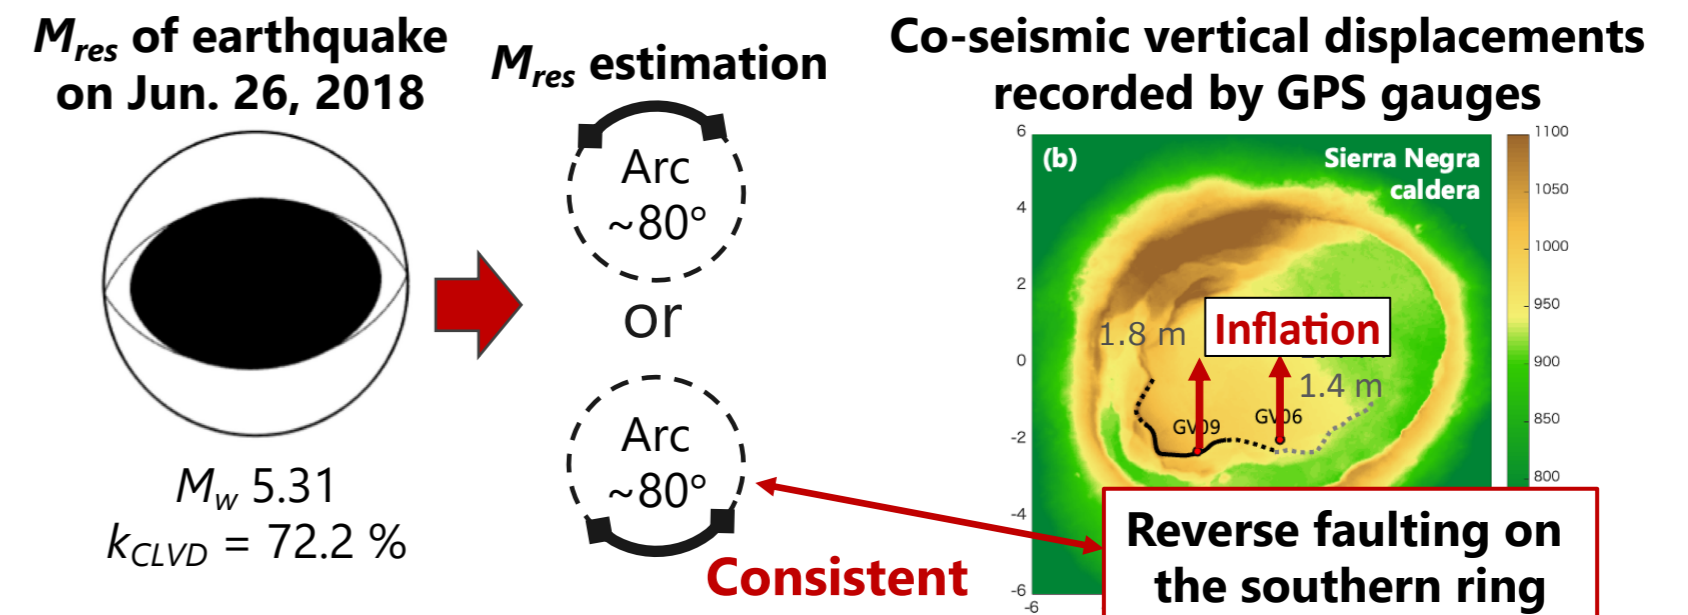 Mres of earthquake
on Jun. 26, 2018
Mw 5.31
kCLVD = 72.2 %
Mres estimation
Arc
~80°
or
Arc
~80°
Consistent
Co-seismic vertical displacements
recorded by GPS gauges
(b)
Sierra Negra
caldera
6
4
2
0
-2
-4
-6
-6
1100
1050
1000
950
900
850
800
1.8 m
Inflation
1.4 m
GV09
GV06
Reverse faulting on
the southern ring